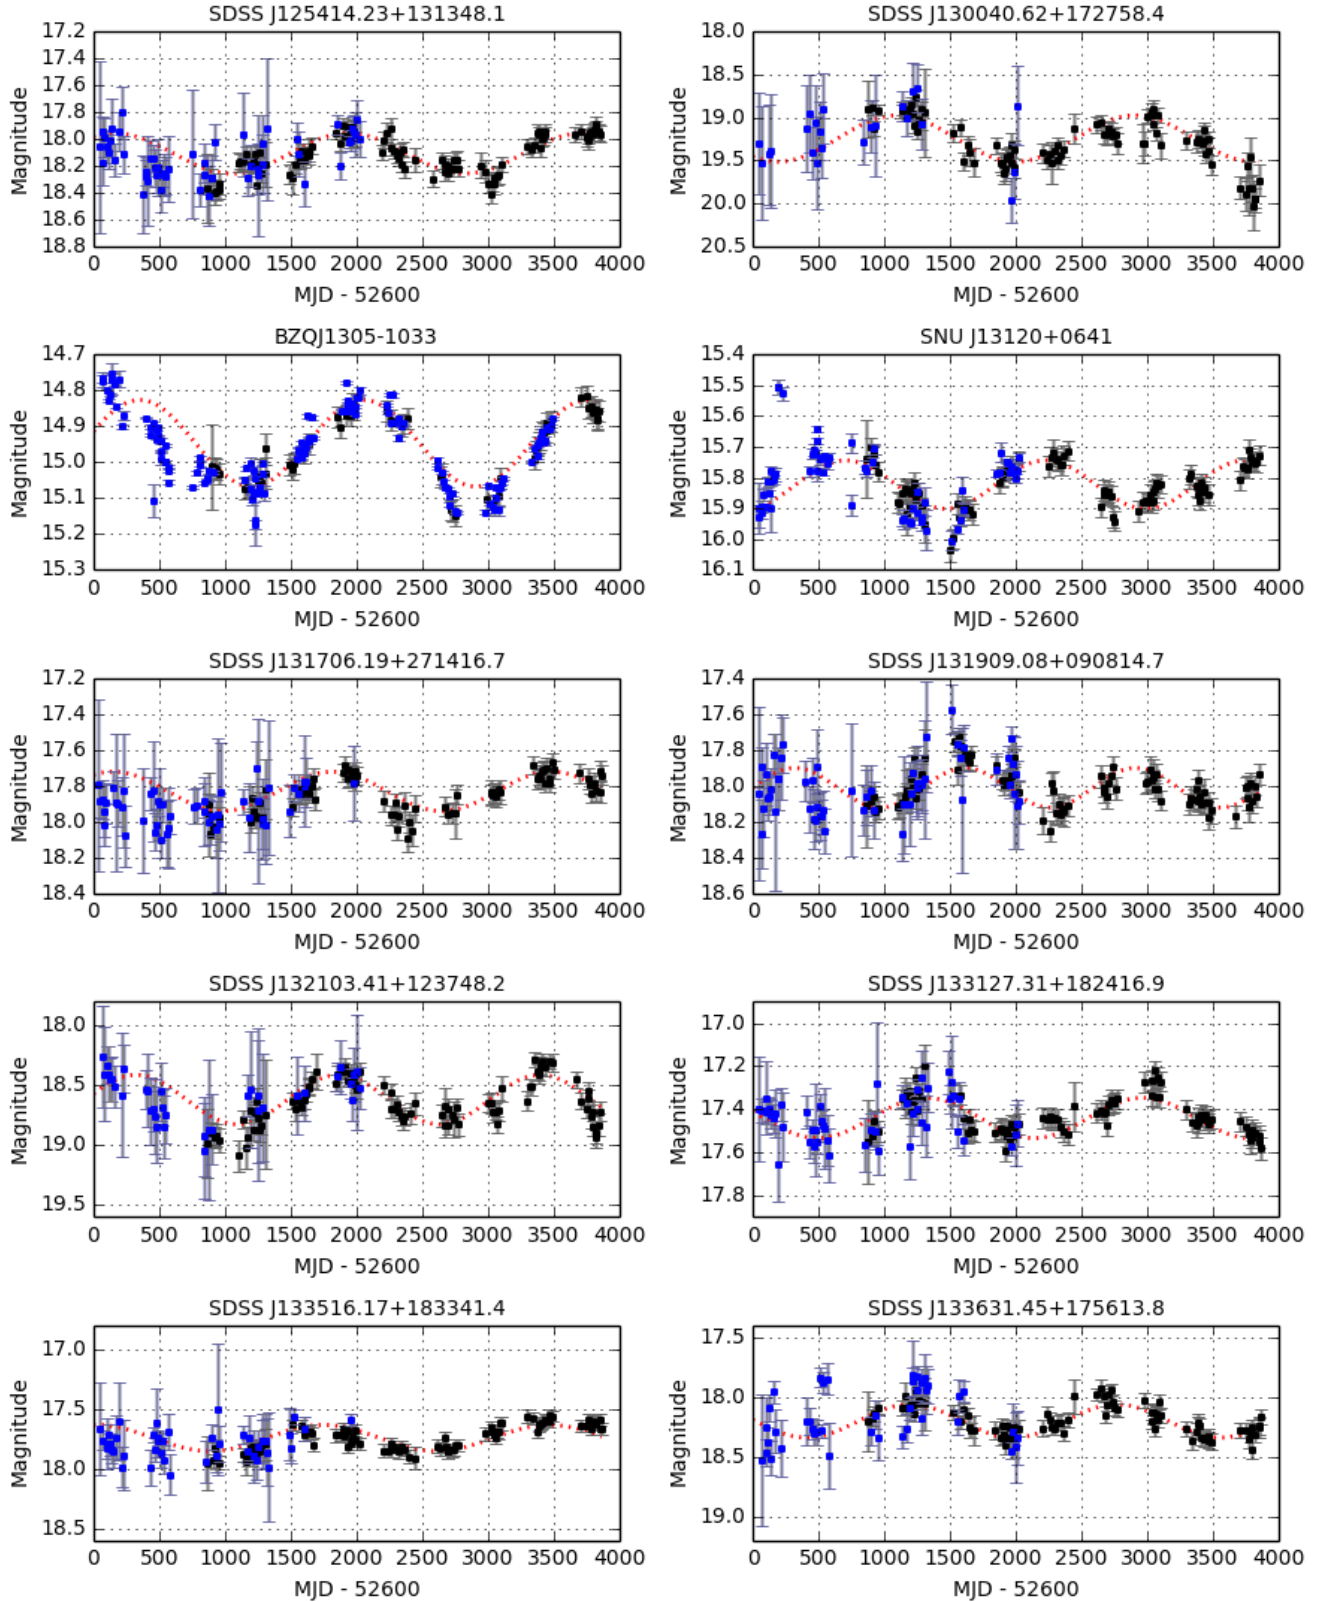 SDSS J125414.23+131348.1
17.2
17.4
17.6
17.8
18.0
18.2
18.4
18.6
18.8
Magnitude
0 500 1000 1500 2000 2500 3000 3500 4000
MJD - 52600
SDSS J130040.62+172758.4
18.0
18.5
19.0
19.5
20.0
20.5
Magnitude
0 500 1000 1500 2000 2500 3000 3500 4000
MJD - 52600
BZQJ1305-1033
14.7
14.8
14.9
15.0
15.1
15.2
15.3
Magnitude
0 500 1000 1500 2000 2500 3000 3500 4000
MJD - 52600
SNU J13120+0641
15.4
15.5
15.6
15.7
15.8
15.9
16.0
16.1
Magnitude
0 500 1000 1500 2000 2500 3000 3500 4000
MJD - 52600
SDSS J131706.19+271416.7
17.2
17.4
17.6
17.8
18.0
18.2
18.4
Magnitude
0 500 1000 1500 2000 2500 3000 3500 4000
MJD - 52600
SDSS J131909.08+090814.7
17.4
17.6
17.8
18.0
18.2
18.4
18.6
Magnitude
0 500 1000 1500 2000 2500 3000 3500 4000
MJD - 52600
SDSS J132103.41+123748.2
18.0
18.5
19.0
19.5
Magnitude
0 500 1000 1500 2000 2500 3000 3500 4000
MJD - 52600
SDSS J133127.31+182416.9
17.0
17.2
17.4
17.6
17.8
Magnitude
0 500 1000 1500 2000 2500 3000 3500 4000
MJD - 52600
SDSS J133516.17+183341.4
17.0
17.5
18.0
18.5
Magnitude
0 500 1000 1500 2000 2500 3000 3500 4000
MJD - 52600
SDSS J133631.45+175613.8
17.5
18.0
18.5
19.0
Magnitude
0 500 1000 1500 2000 2500 3000 3500 4000
MJD - 52600